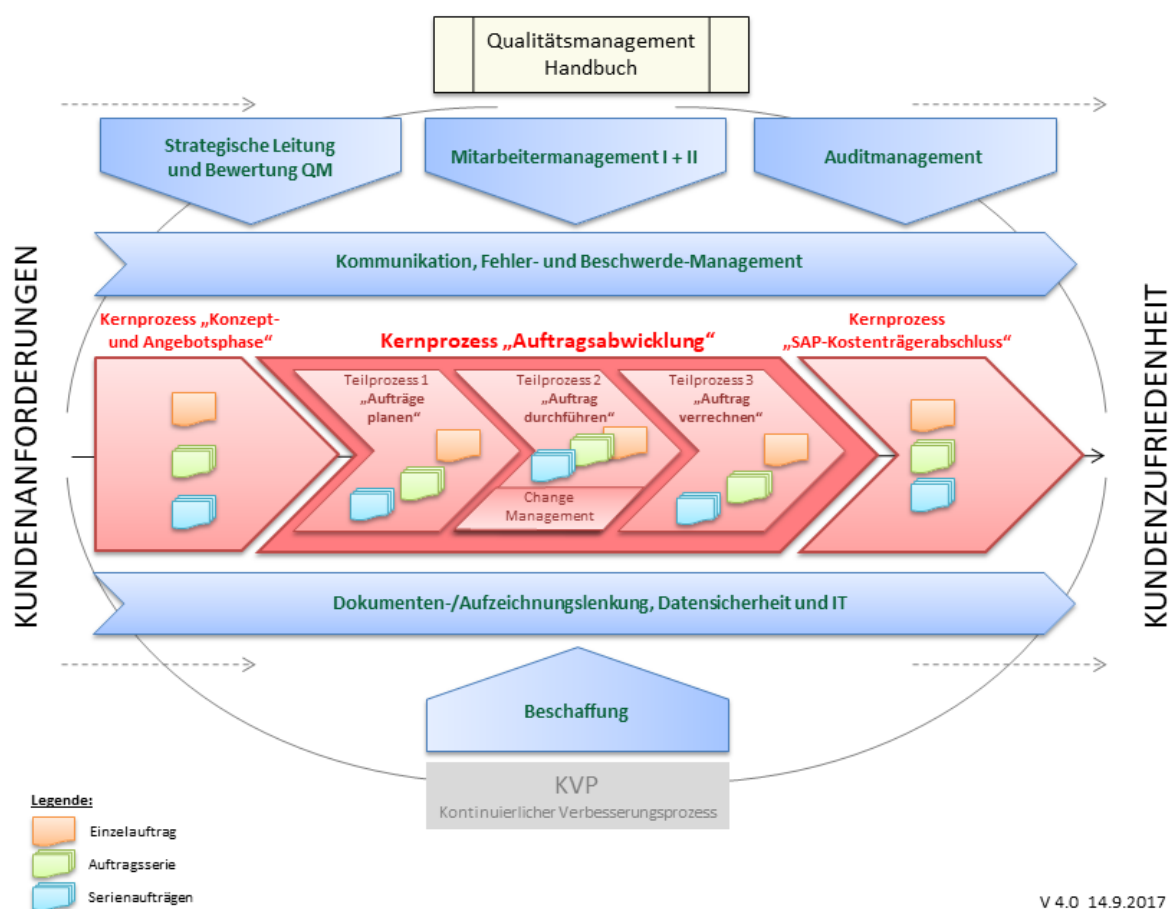 Qualitätsmanagement
Handbuch
Strategische Leitung
und Bewertung QM
Mitarbeitermanagement I + II
Auditmanagement
KUNDENANFORDERUNGEN
Kommunikation, Fehler- und Beschwerde-Management
KUNDENZUFRIEDENHEIT
Kernprozess „Konzept-
und Angebotsphase“
Kernprozess „Auftragsabwicklung“
Kernprozess
„SAP-Kostenträgerabschluss“
Teilprozess 1
„Aufträge
planen“
Teilprozess 2
„Auftrag
durchführen“
Change
Management
Teilprozess 3
„Auftrag
verrechnen“
Dokumenten-/Aufzeichnungslenkung, Datensicherheit und IT
Beschaffung
KVP
Kontinuierlicher Verbesserungsprozess
Legende:
Einzelauftrag
Auftragsserie
Serienaufträgen
V 4.0 14.9.2017